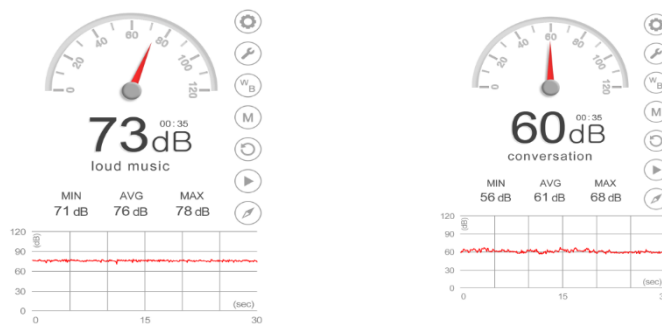 0 20 40 60 80 100 120
73dB
00:35
loud music
MIN AVG MAX
71 dB 76 dB 78 dB
W B
M
120
(dB)
90
60
30
0
(sec)
0 15 30
0 20 40 60 80 100 120
60dB
00:35
conversation
MIN AVG MAX
56 dB 61 dB 68 dB
W B
M
120
(dB)
90
60
30
0
(sec)
0 15